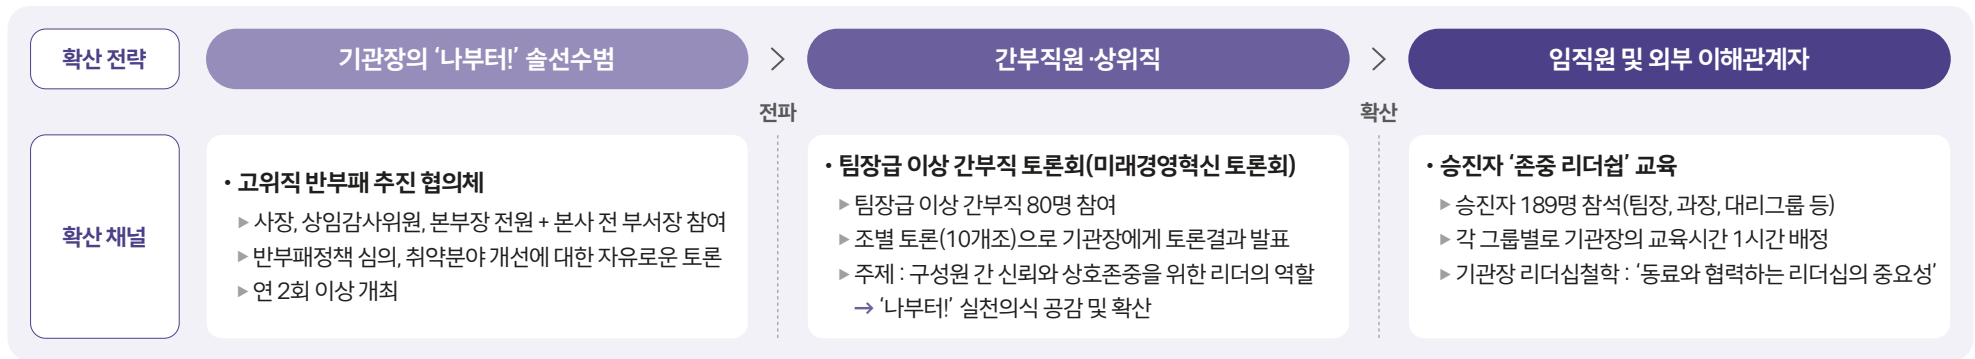 확산 전략
기관장의 ‘나부터!’ 솔선수범
>
간부직원·상위직
>
임직원 및 외부 이해관계자
전파
확산
확산 채널
• 고위직 반부패 추진 협의체
▶ 사장, 상임감사위원, 본부장 전원 + 본사 전 부서장 참여
▶ 반부패정책 심의, 취약분야 개선에 대한 자유로운 토론
▶ 연 2회 이상 개최
• 팀장급 이상 간부직 토론회(미래경영혁신 토론회)
▶ 팀장급 이상 간부직 80명 참여
▶ 조별 토론(10개조)으로 기관장에게 토론결과 발표
▶ 주제 : 구성원 간 신뢰와 상호존중을 위한 리더의 역할
→ ‘나부터!’ 실천의식 공감 및 확산
• 승진자 ‘존중 리더쉽’ 교육
▶ 승진자 189명 참석(팀장, 과장, 대리그룹 등)
▶ 각 그룹별로 기관장의 교육시간 1시간 배정
▶ 기관장 리더십철학 : ‘동료와 협력하는 리더십의 중요성’